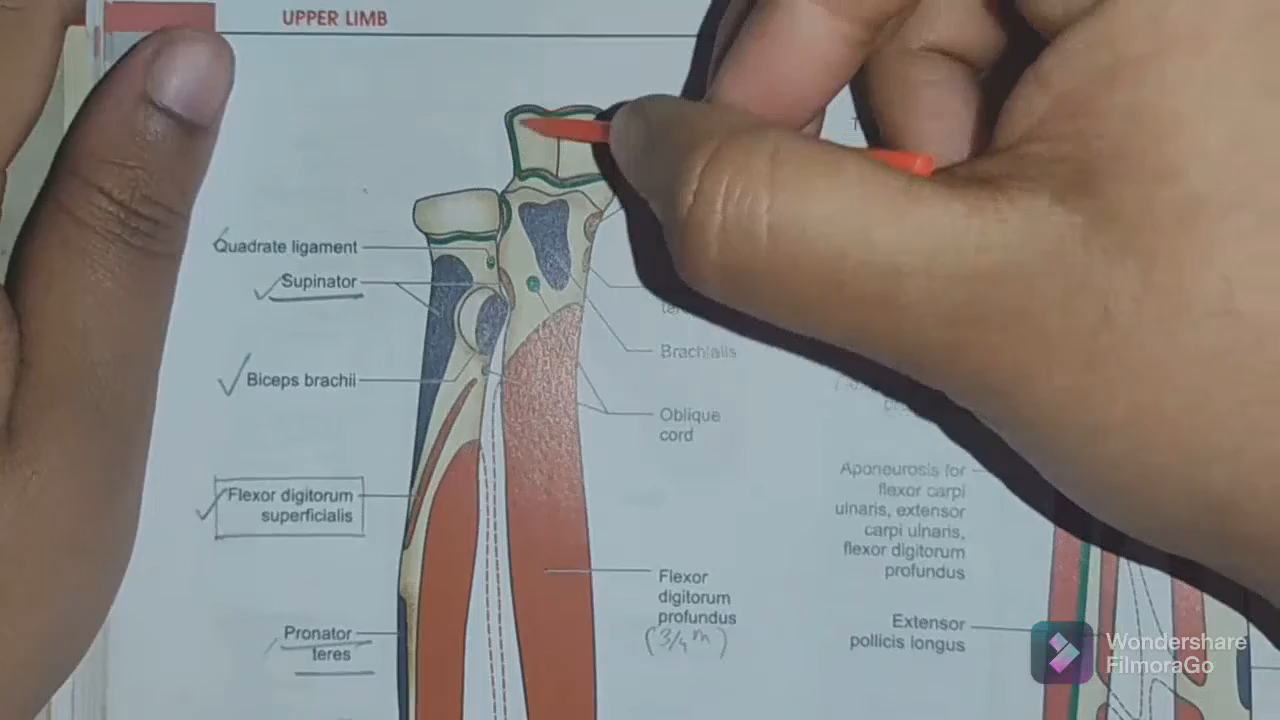 UPPER LIMB
Quadrate ligament
Supinator
Biceps brachii
Flexor digitorum
superficialis
Pronator
teres
Brachialis
Oblique
cord
Flexor
digitorum
profundus
(3/4 m)
Aponeurosis for
flexor carpi
ulnaris, extensor
carpi ulnaris,
flexor digitorum
profundus
Extensor
pollicis longus
Wondershare
FilmoraGo